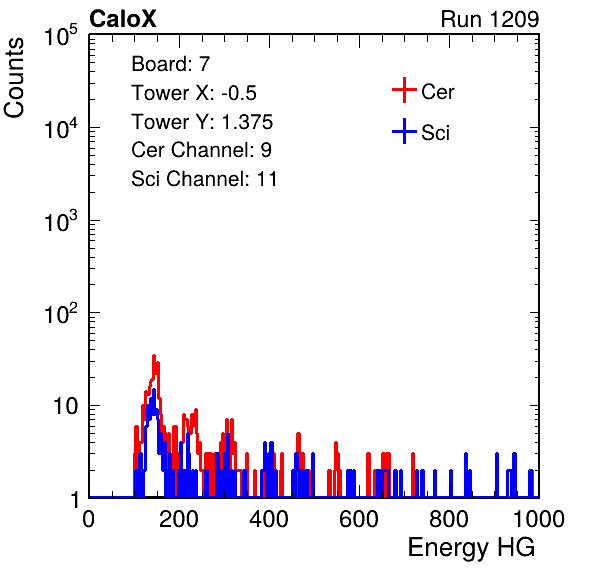 CaloX Run 1209
Counts
10^5
10^4
10^3
10^2
10
1
Board: 7
Tower X: -0.5
Tower Y: 1.375
Cer Channel: 9
Sci Channel: 11
Cer
Sci
0 200 400 600 800 1000
Energy HG